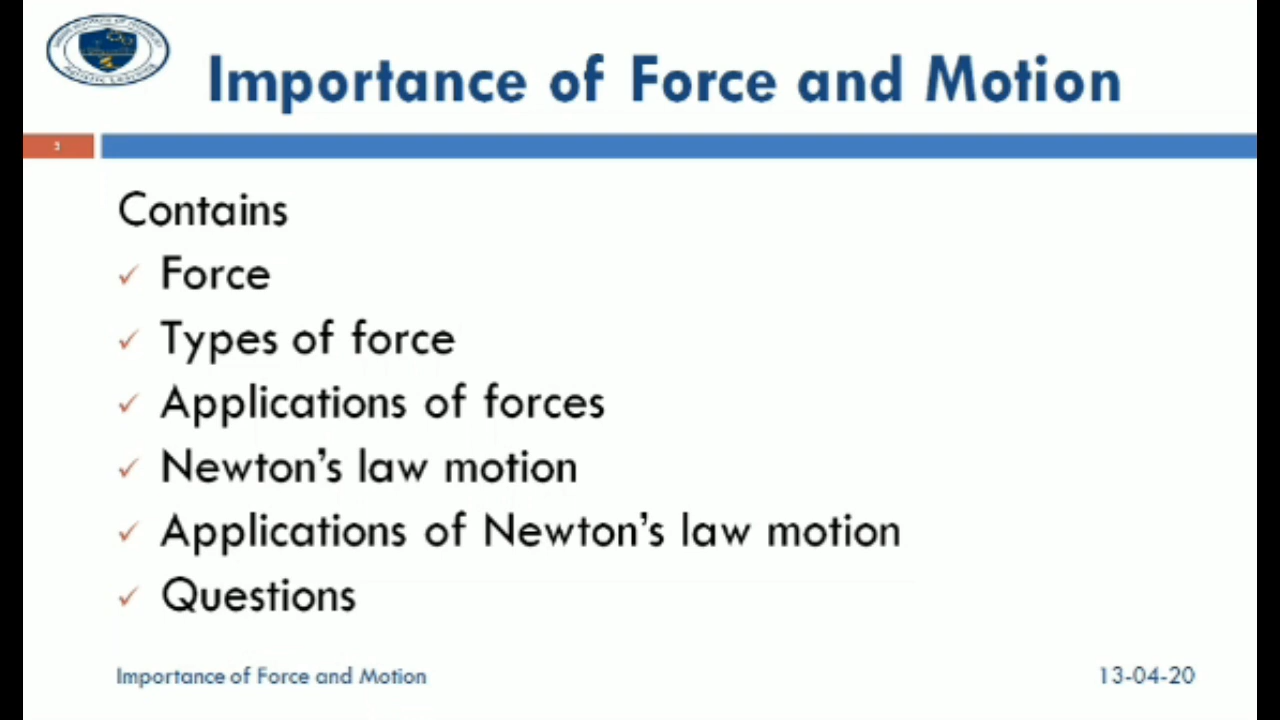 Importance of Force and Motion
Contains
Force
Types of force
Applications of forces
Newton's law motion
Applications of Newton's law motion
Questions
Importance of Force and Motion
13-04-20